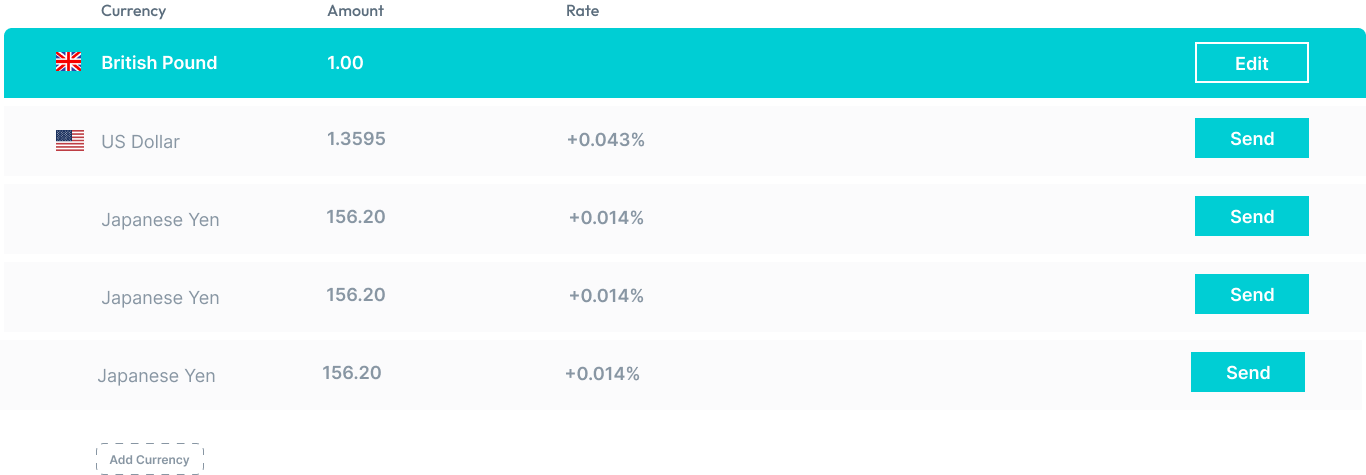 Currency Amount Rate
British Pound 1.00 Edit
US Dollar 1.3595 +0.043% Send
Japanese Yen 156.20 +0.014% Send
Japanese Yen 156.20 +0.014% Send
Japanese Yen 156.20 +0.014% Send
Add Currency